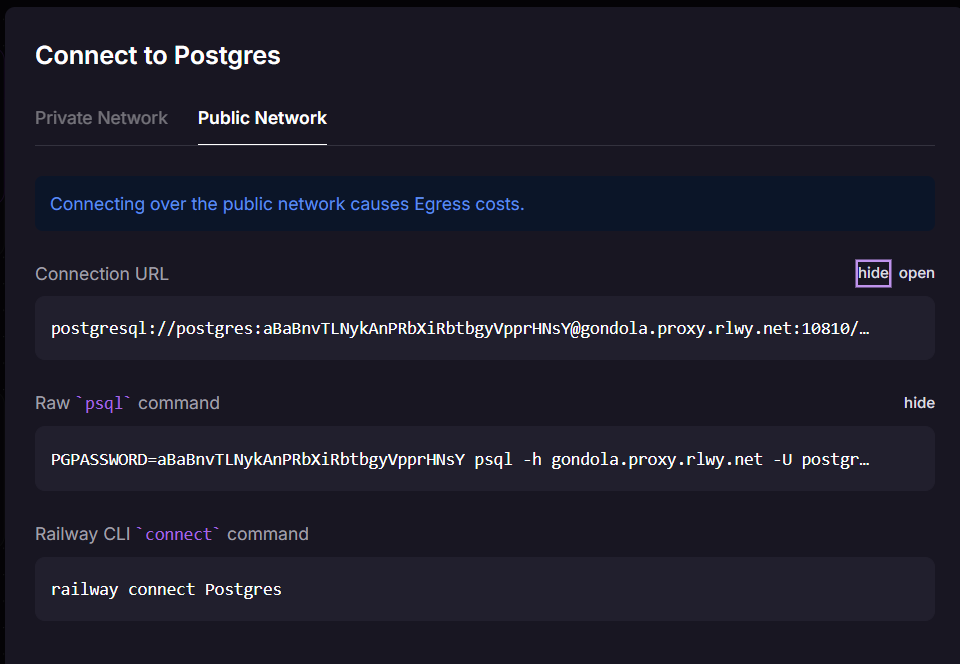 Connect to Postgres
Private Network Public Network
Connecting over the public network causes Egress costs.
Connection URL hide open
postgresql://postgres:aBaBnvTLNykAnPRbXiRbtbgyVpprHNsY@gondola.proxy.rlwy.net:10810/…
Raw `psql` command hide
PGPASSWORD=aBaBnvTLNykAnPRbXiRbtbgyVpprHNsY psql -h gondola.proxy.rlwy.net -U postgr…
Railway CLI `connect` command
railway connect Postgres